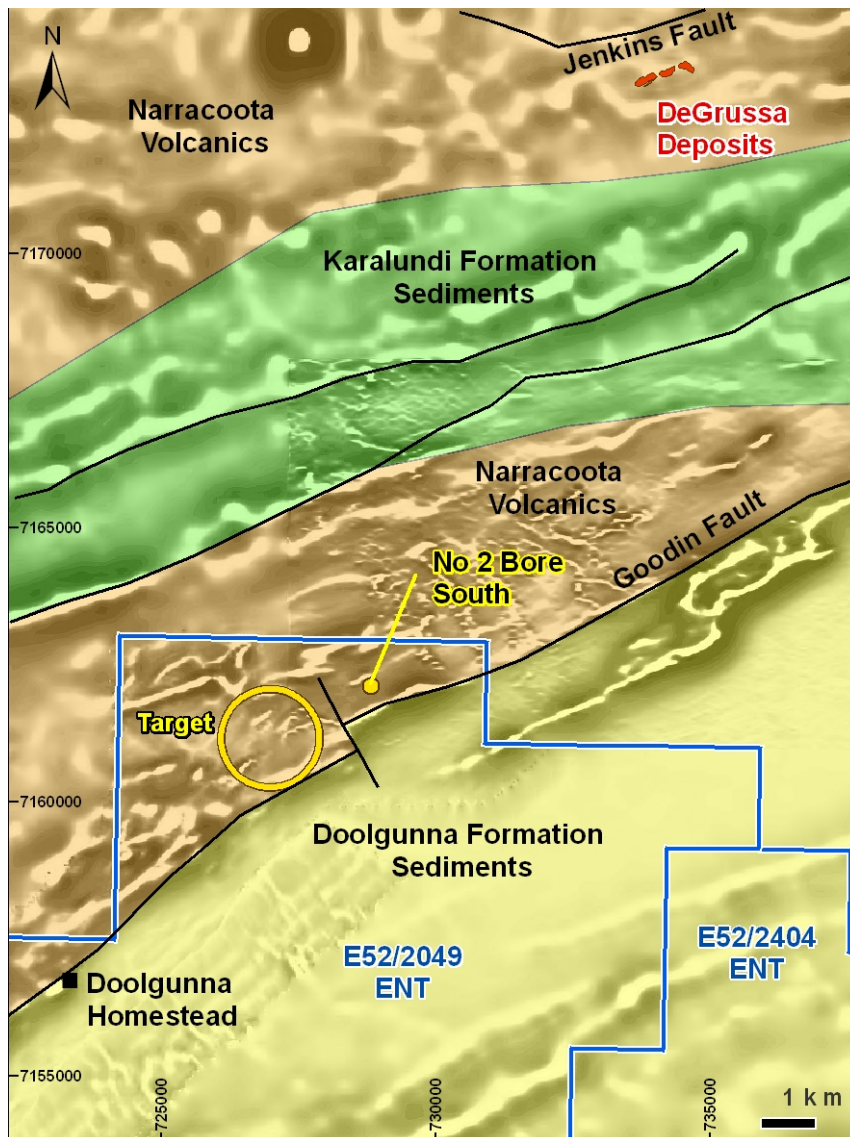 N
Jenkins Fault
DeGrussa
Deposits
Narracoota
Volcanics
7170000
Karalundi Formation
Sediments
Narracoota
Volcanics
7165000
Goodin Fault
No 2 Bore
South
Target
7160000
Doolgunna Formation
Sediments
E52/2049
ENT
E52/2404
ENT
Doolgunna
Homestead
7155000
725000
730000
735000
1 km